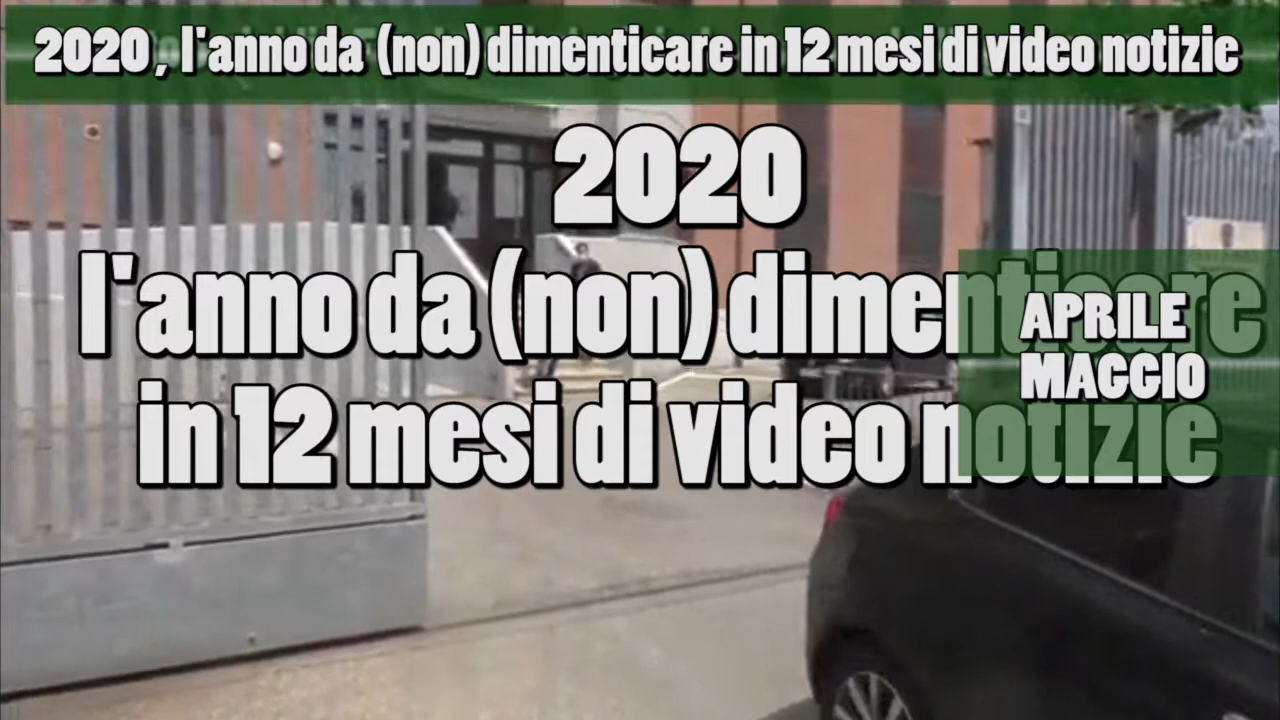 2020 , l'anno da (non) dimenticare in 12 mesi di video notizie
2020
l'anno da (non) dimenticare
in 12 mesi di video notizie
APRILE
MAGGIO